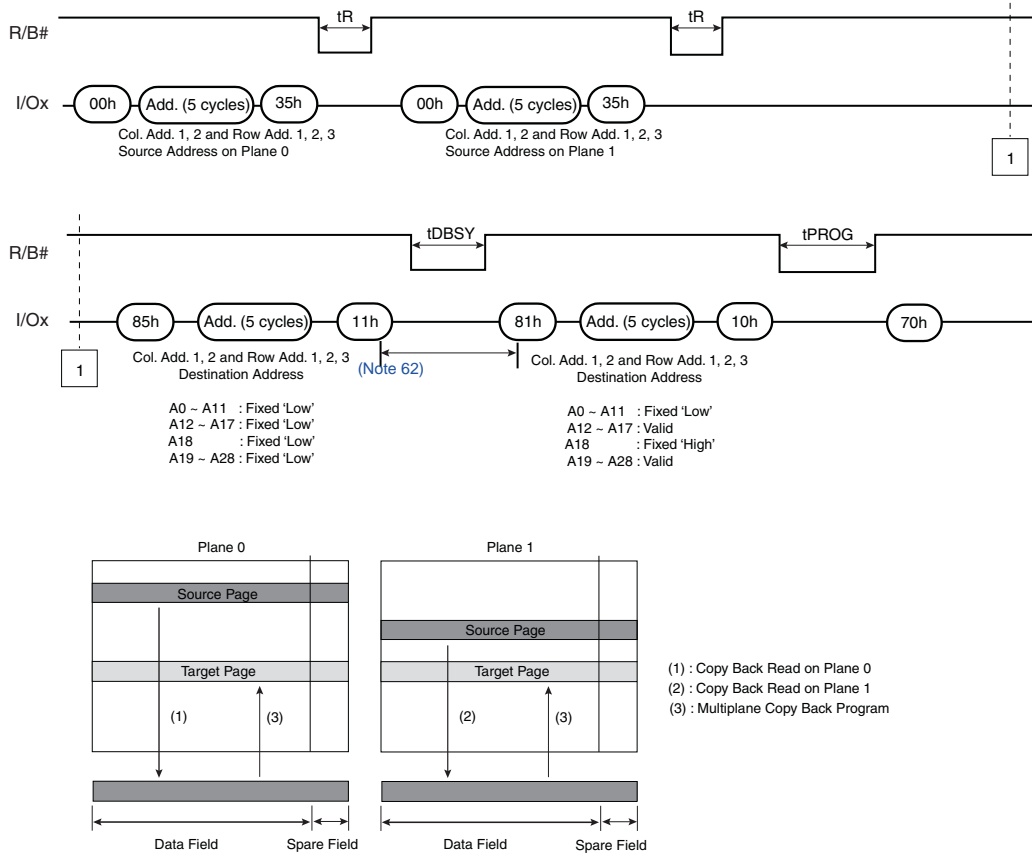 R/B#
tR
tR
I/Ox
00h
Add. (5 cycles)
35h
00h
Add. (5 cycles)
35h
Col. Add. 1, 2 and Row Add. 1, 2, 3
Source Address on Plane 0
Col. Add. 1, 2 and Row Add. 1, 2, 3
Source Address on Plane 1
1
R/B#
tDBSY
tPROG
I/Ox
85h
Add. (5 cycles)
11h
81h
Add. (5 cycles)
10h
70h
1
Col. Add. 1, 2 and Row Add. 1, 2, 3
Destination Address
(Note 62)
Col. Add. 1, 2 and Row Add. 1, 2, 3
Destination Address
A0 ~ A11 : Fixed ‘Low’
A12 ~ A17 : Fixed ‘Low’
A18 : Fixed ‘Low’
A19 ~ A28 : Fixed ‘Low’
A0 ~ A11 : Fixed ‘Low’
A12 ~ A17 : Valid
A18 : Fixed ‘High’
A19 ~ A28 : Valid
Plane 0
Plane 1
Source Page
Source Page
Target Page
Target Page
(1)
(3)
(2)
(3)
(1) : Copy Back Read on Plane 0
(2) : Copy Back Read on Plane 1
(3) : Multiplane Copy Back Program
Data Field
Spare Field
Data Field
Spare Field